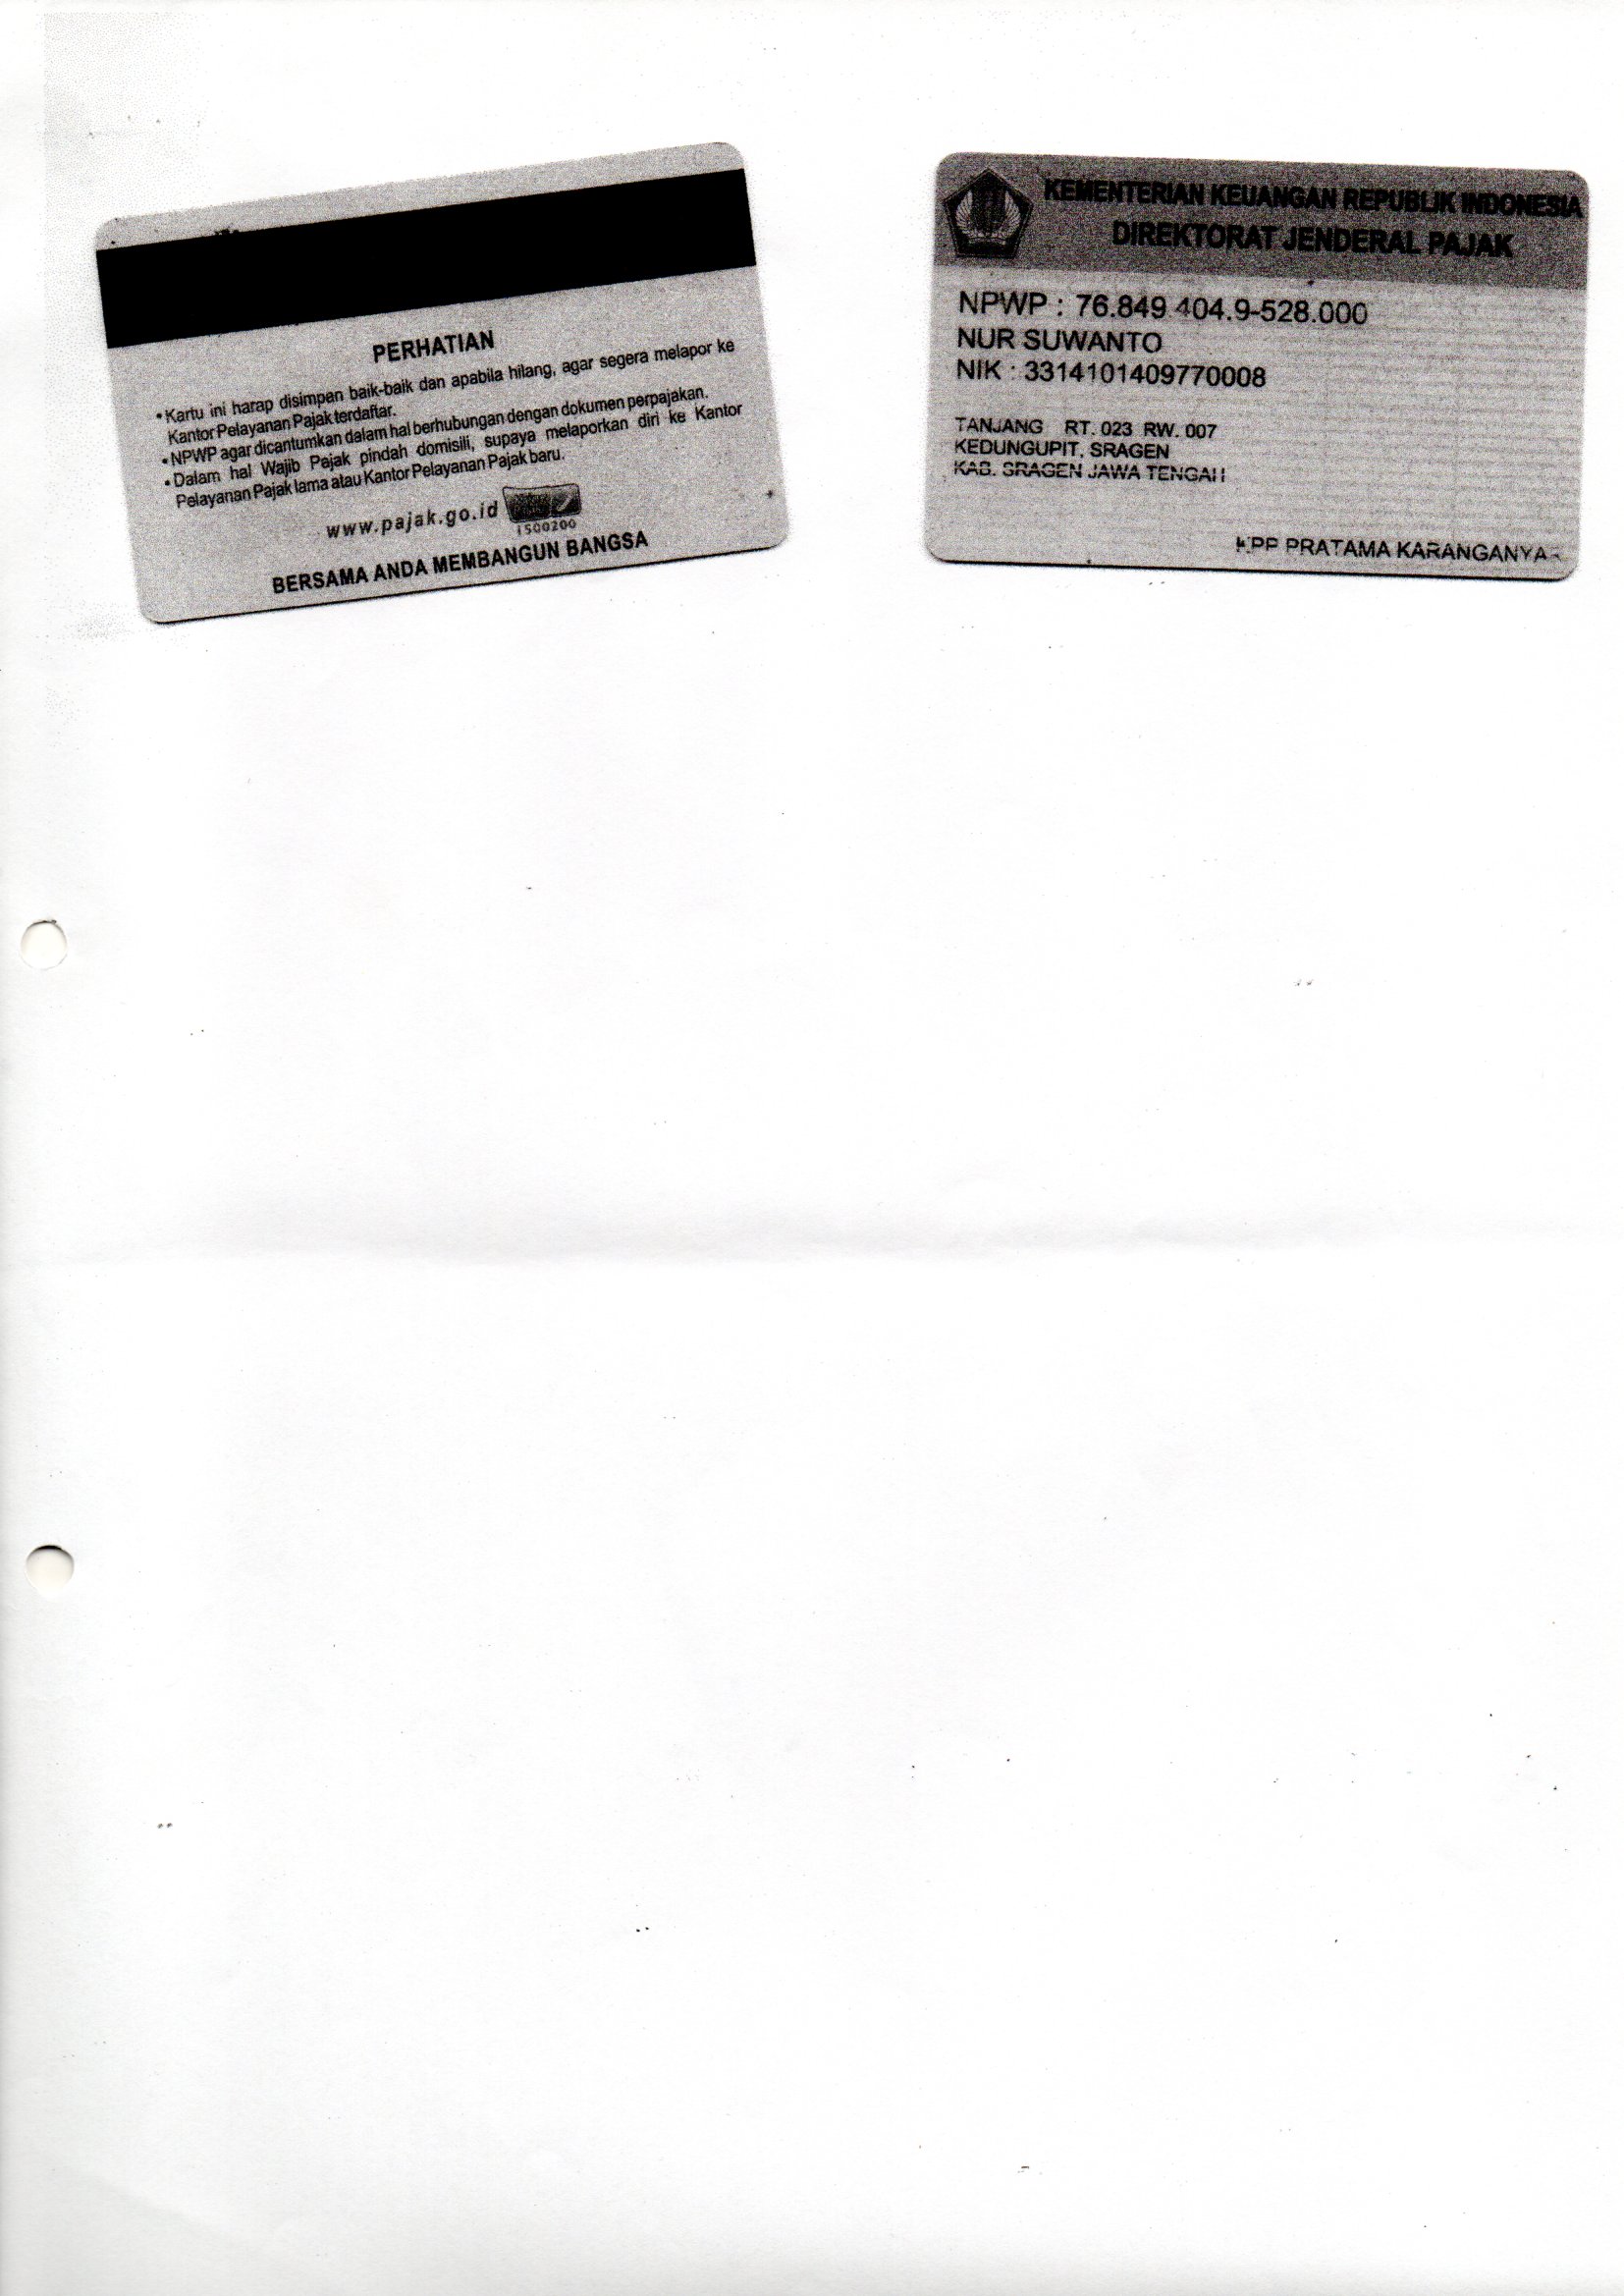 PERHATIAN
• Kartu ini harap disimpan baik-baik dan apabila hilang, agar segera melapor ke
Kantor Pelayanan Pajak terdaftar.
• NPWP agar dicantumkan dalam hal berhubungan dengan dokumen perpajakan.
• Dalam hal Wajib Pajak pindah domisili, supaya melaporkan diri ke Kantor
Pelayanan Pajak lama atau Kantor Pelayanan Pajak baru.
www.pajak.go.id
1500200
BERSAMA ANDA MEMBANGUN BANGSA
KEMENTERIAN KEUANGAN REPUBLIK INDONESIA
DIREKTORAT JENDERAL PAJAK
NPWP : 76.849 404.9-528.000
NUR SUWANTO
NIK : 3314101409770008
TANJANG RT. 023 RW. 007
KEDUNGUPIT, SRAGEN
KAB. SRAGEN JAWA TENGAH
KPP PRATAMA KARANGANYA